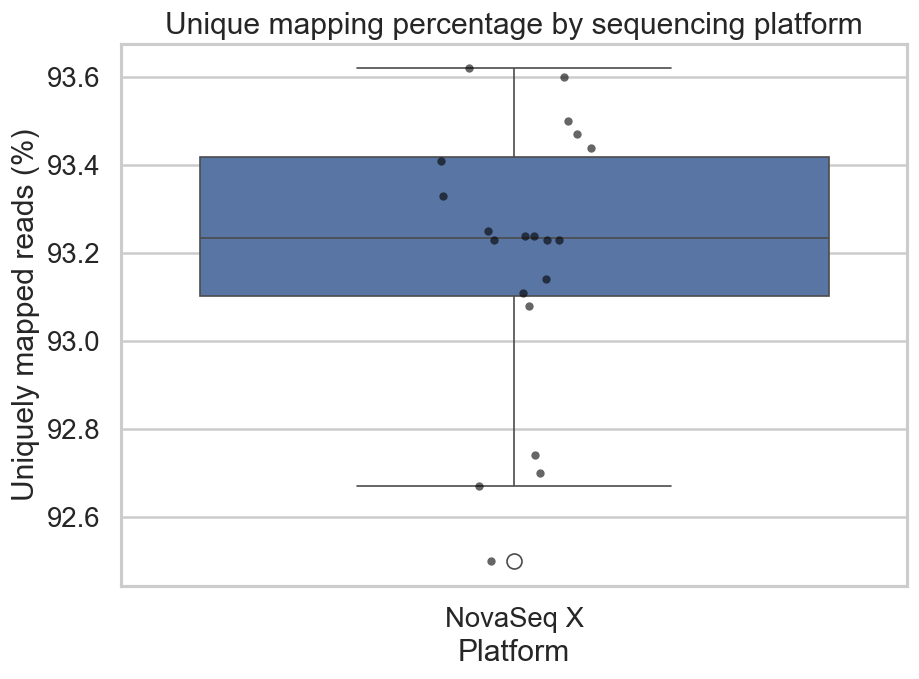 Unique mapping percentage by sequencing platform
Uniquely mapped reads (%)
93.6
93.4
93.2
93.0
92.8
92.6
NovaSeq X
Platform